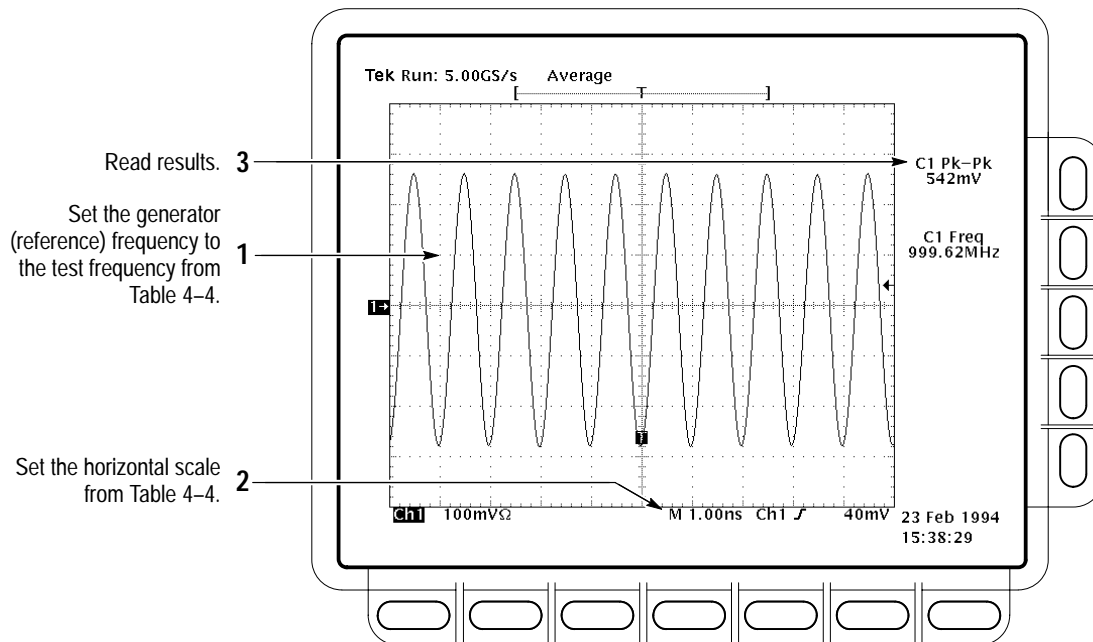 Tek Run: 5.00GS/s Average
[ T ]
Read results. 3
C1 Pk–Pk
542mV
Set the generator
(reference) frequency to
the test frequency from
Table 4–4.
1
C1 Freq
999.62MHz
1→
T
Set the horizontal scale
from Table 4–4.
2
Ch1 100mVΩ M 1.00ns Ch1 ƒ 40mV
23 Feb 1994
15:38:29